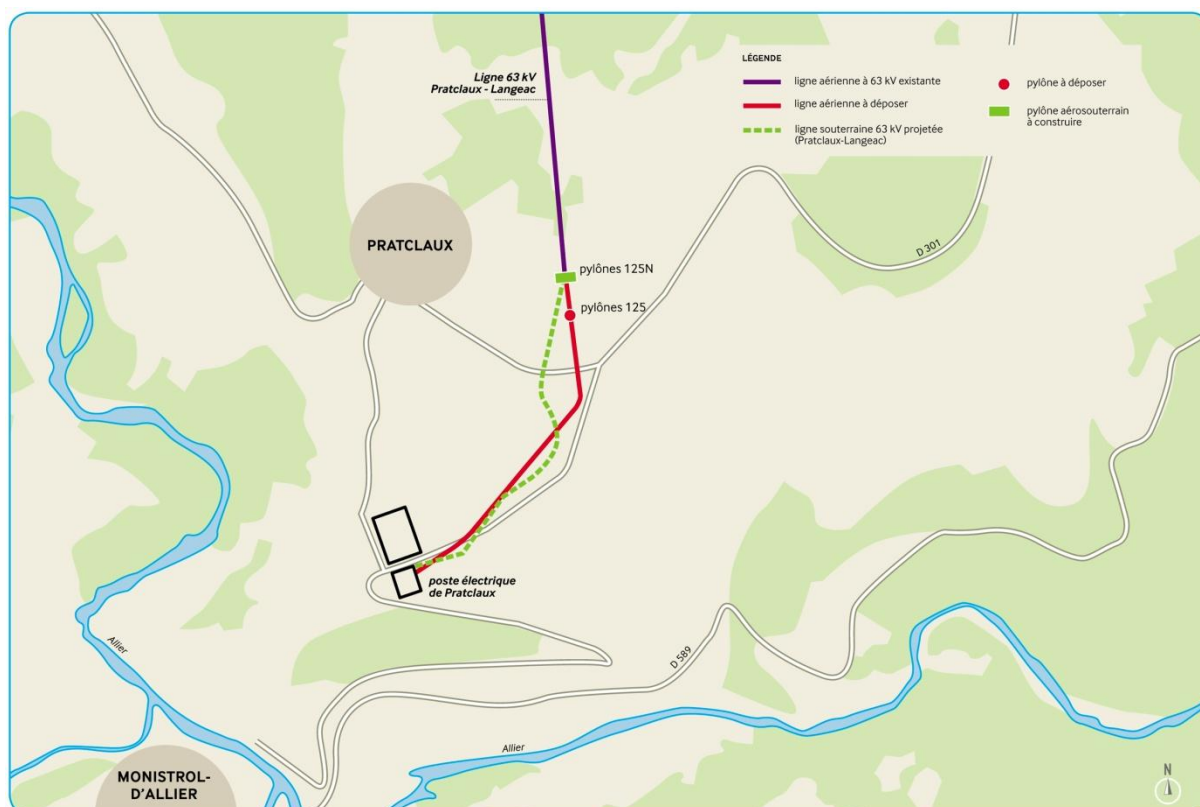 Ligne 63 kV
Pratclaux - Langeac
LÉGENDE
ligne aérienne à 63 kV existante
ligne aérienne à déposer
ligne souterraine 63 kV projetée
(Pratclaux-Langeac)
pylône à déposer
pylône aérosouterrain
à construire
PRATCLAUX
D 301
pylônes 125N
pylônes 125
poste électrique
de Pratclaux
Allier
D 589
Allier
MONISTROL-
D'ALLIER
N